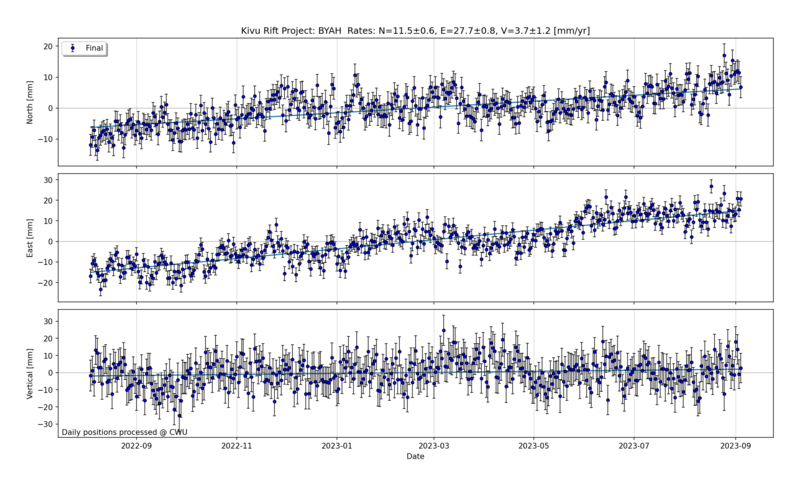 Kivu Rift Project: BYAH Rates: N=11.5±0.6, E=27.7±0.8, V=3.7±1.2 [mm/yr]
Final
20
10
0
−10
North [mm]
30
20
10
0
−10
−20
East [mm]
30
20
10
0
−10
−20
−30
Vertical [mm]
Daily positions processed @ CWU
2022-09 2022-11 2023-01 2023-03 2023-05 2023-07 2023-09
Date